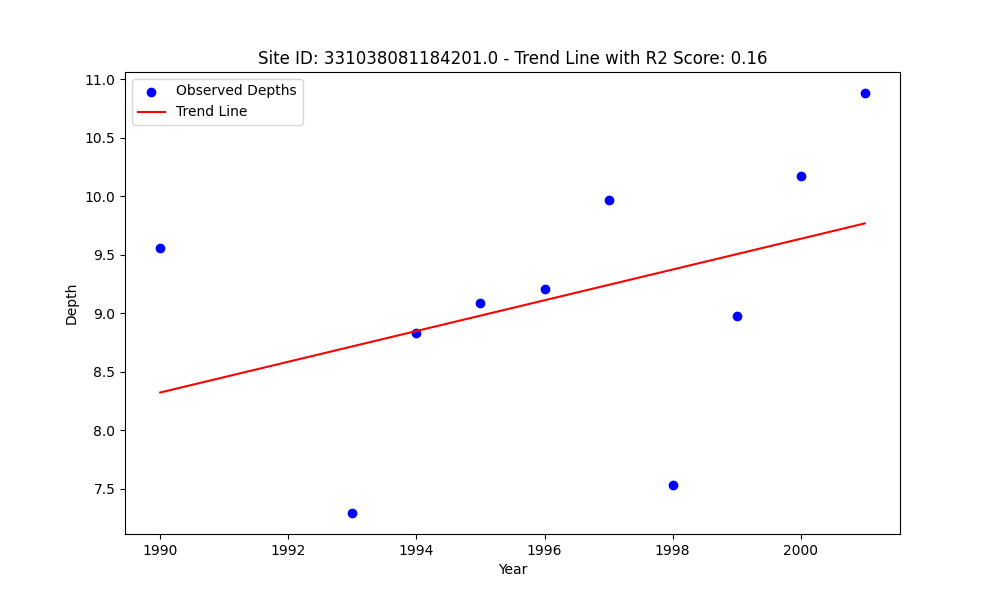 Site ID: 331038081184201.0 - Trend Line with R2 Score: 0.16
Observed Depths
Trend Line
11.0
10.5
10.0
9.5
9.0
8.5
8.0
7.5
Depth
1990
1992
1994
1996
1998
2000
Year